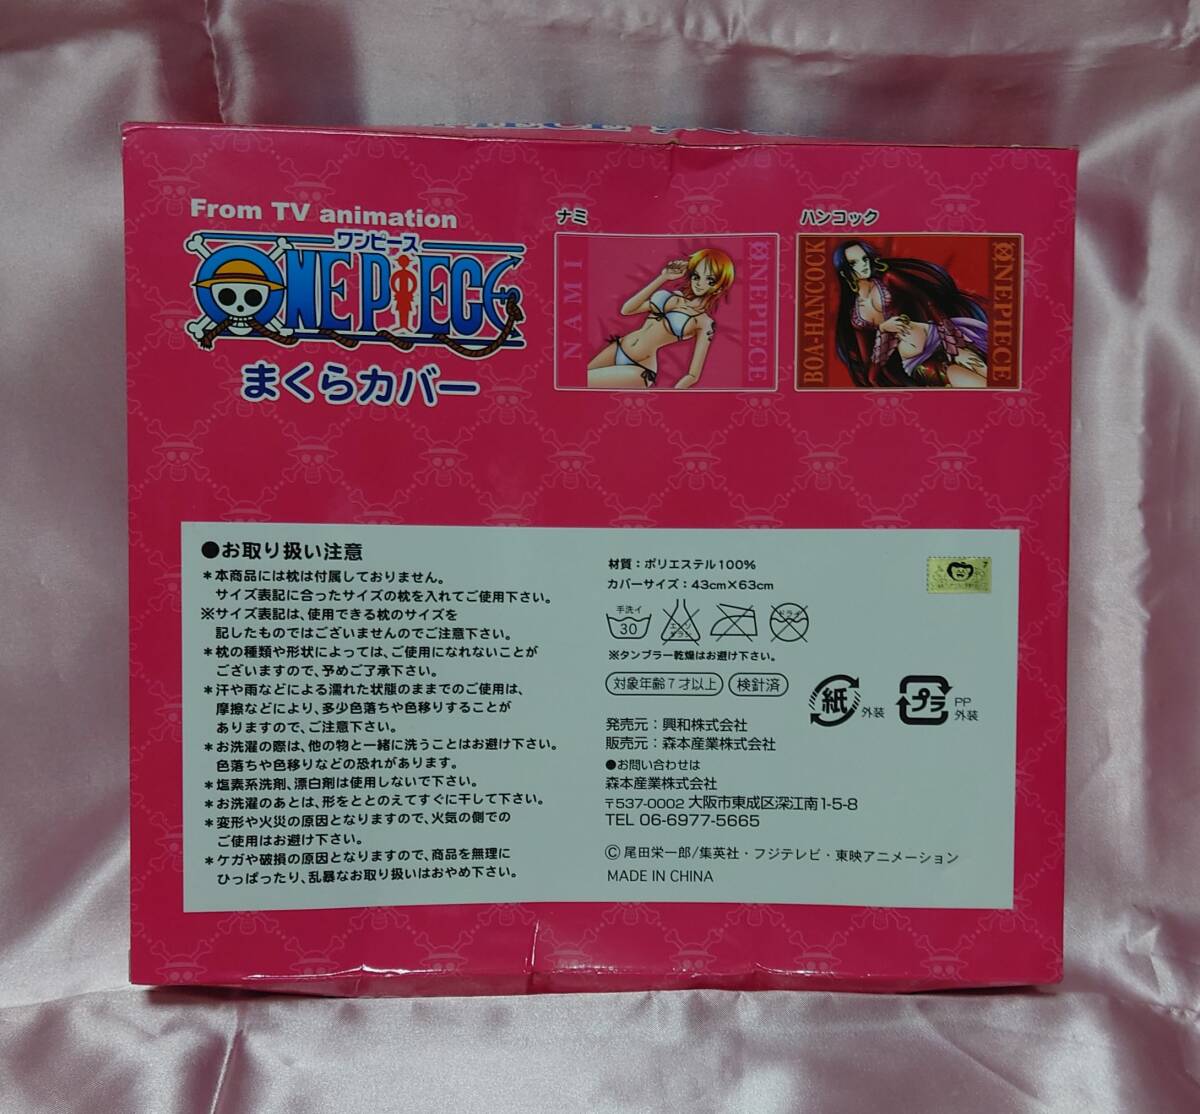 From TV animation
ワンピース
ONE PIECE
まくらカバー
ナミ
NAMI
ONEPIECE
ハンコック
BOA-HANCOCK
ONEPIECE
●お取り扱い注意
*本商品には枕は付属しておりません。
サイズ表記に合ったサイズの枕を入れてご使用下さい。
※サイズ表記は、使用できる枕のサイズを
記したものではございませんのでご注意下さい。
*枕の種類や形状によっては、ご使用になれないことが
ございますので、予めご了承下さい。
*汗や雨などによる濡れた状態のままでのご使用は、
摩擦などにより、多少色落ちや色移りすることが
ありますので、ご注意下さい。
*お洗濯の際は、他の物と一緒に洗うことはお避け下さい。
色落ちや色移りなどの恐れがあります。
*塩素系洗剤、漂白剤は使用しないで下さい。
*お洗濯のあとは、形をととのえてすぐに干して下さい。
*変形や火災の原因となりますので、火気の側での
ご使用はお避け下さい。
*ケガや破損の原因となりますので、商品を無理に
ひっぱったり、乱暴なお取り扱いはおやめ下さい。
材質：ポリエステル100%
カバーサイズ：43cm×63cm
手洗イ
30
エンソ
サラシ
ドライ
※タンブラー乾燥はお避け下さい。
対象年齢7才以上
検針済
紙
外装
プラ
PP
外装
発売元：興和株式会社
販売元：森本産業株式会社
●お問い合わせは
森本産業株式会社
〒537-0002 大阪市東成区深江南1-5-8
TEL 06-6977-5665
©尾田栄一郎/集英社・フジテレビ・東映アニメーション
MADE IN CHINA